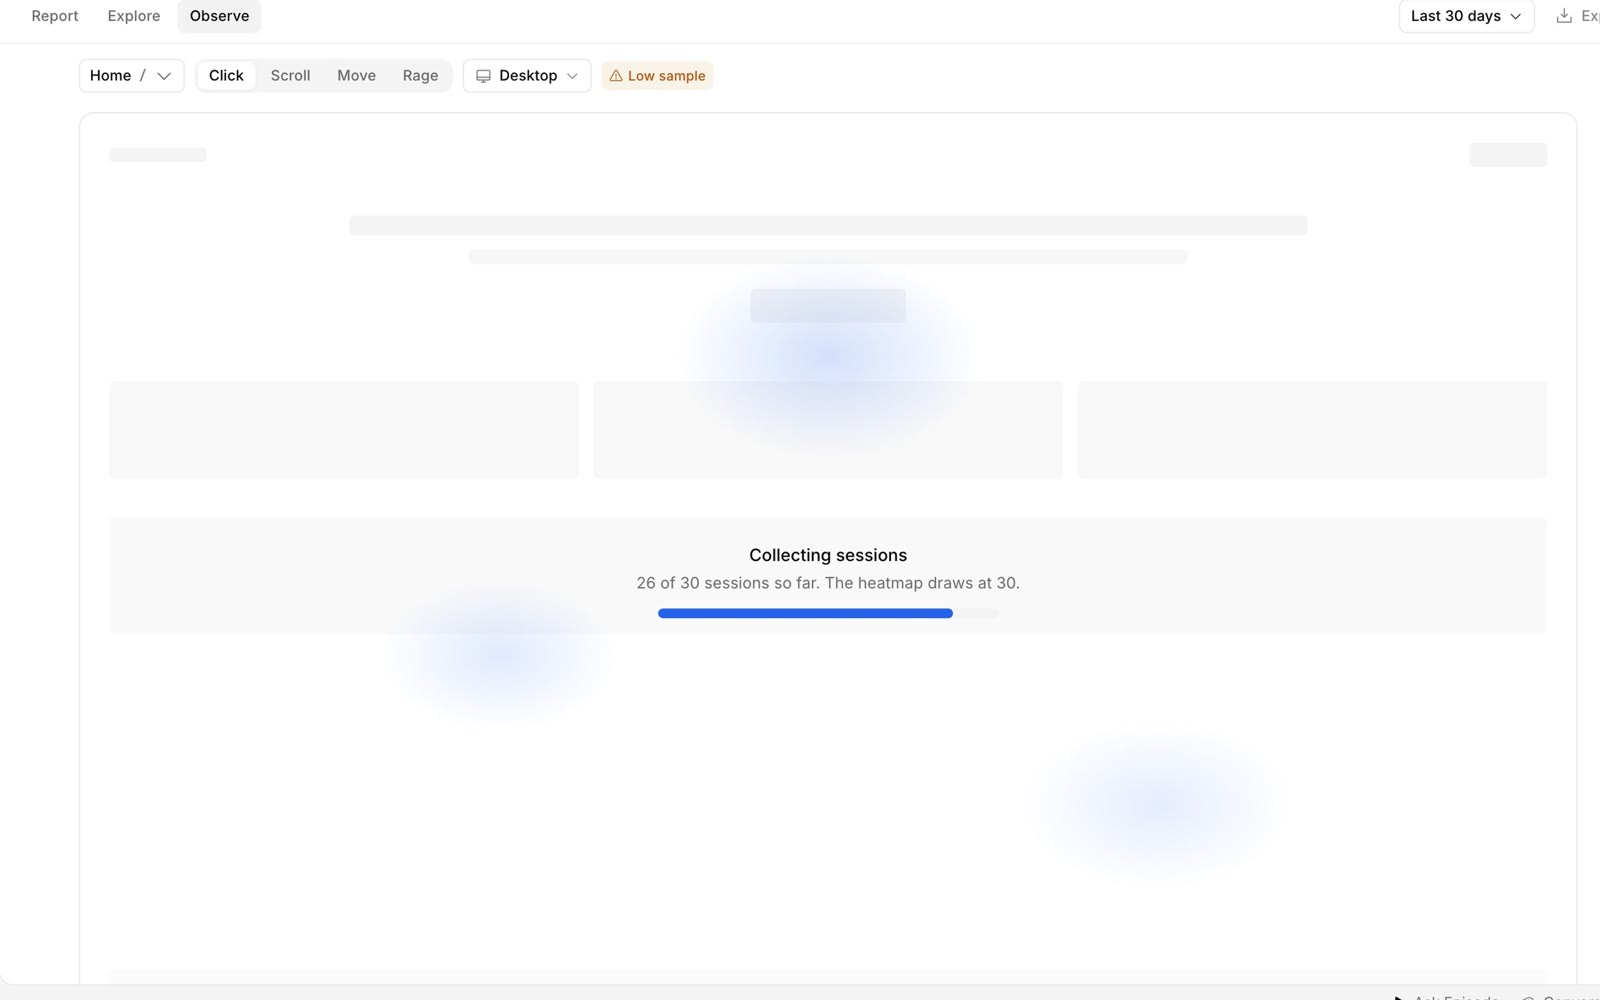 Report Explore Observe Last 30 days
Home / Click Scroll Move Rage Desktop Low sample
Collecting sessions
26 of 30 sessions so far. The heatmap draws at 30.